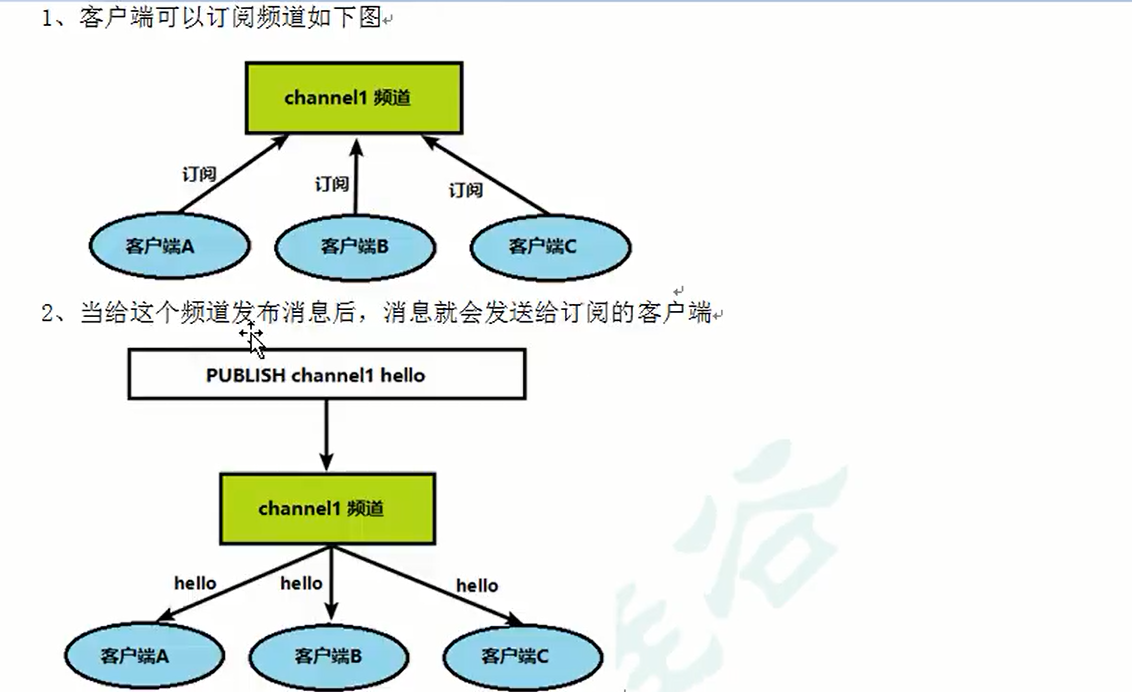 1、客户端可以订阅频道如下图
channel1 频道
订阅
订阅
订阅
客户端A
客户端B
客户端C
2、当给这个频道发布消息后，消息就会发送给订阅的客户端
PUBLISH channel1 hello
channel1 频道
hello
hello
hello
客户端A
客户端B
客户端C